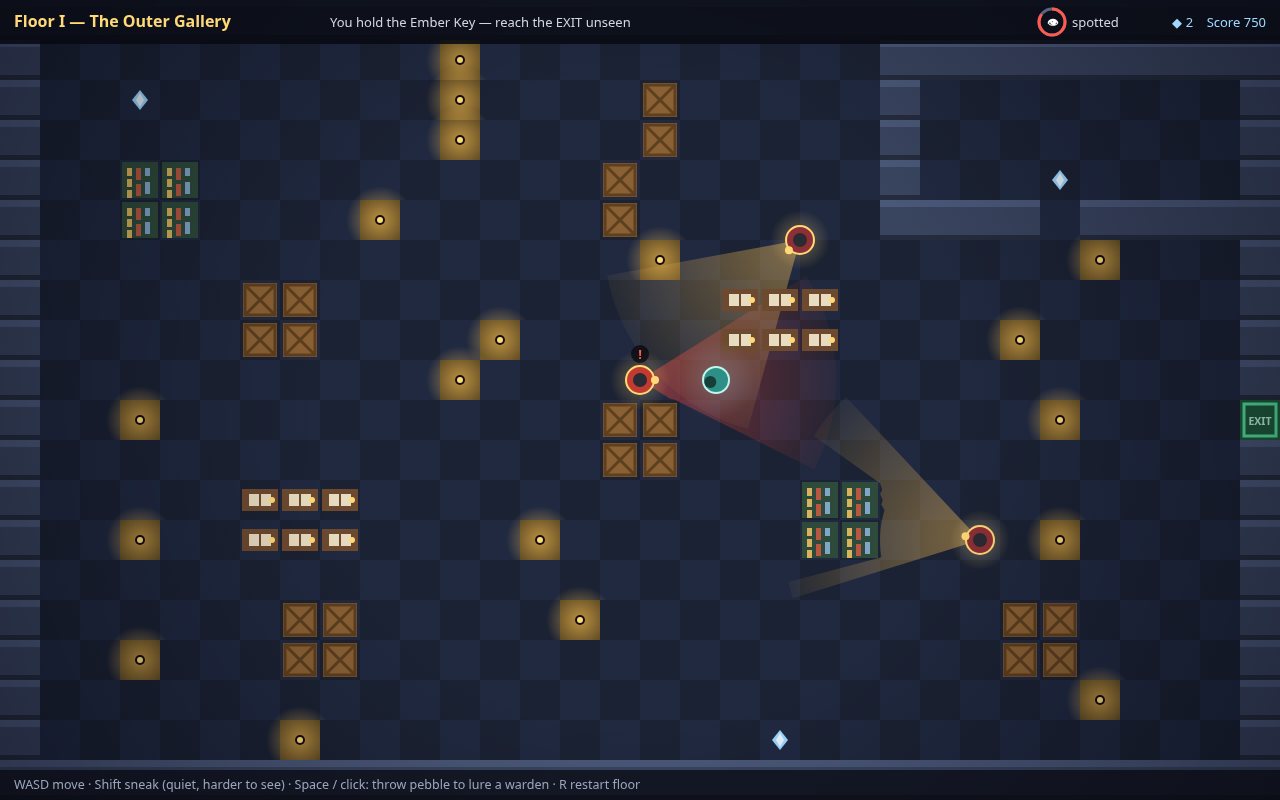 Floor I — The Outer Gallery
You hold the Ember Key — reach the EXIT unseen
spotted
◆ 2 Score 750
!
EXIT
WASD move · Shift sneak (quiet, harder to see) · Space / click: throw pebble to lure a warden · R restart floor